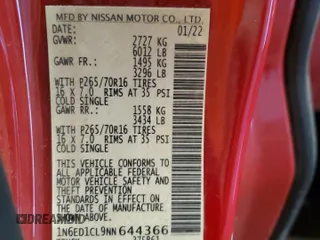 MFD BY NISSAN MOTOR CO., LTD.
DATE: 01/22
GVWR: 2727 KG
6012 LB
GAWR FR.: 1495 KG
3296 LB
WITH P265/70R16 TIRES
16 X 7.0 RIMS AT 35 PSI
COLD SINGLE
GAWR RR.: 1558 KG
3434 LB
WITH P265/70R16 TIRES
16 X 7.0 RIMS AT 35 PSI
COLD SINGLE
THIS VEHICLE CONFORMS TO
ALL APPLICABLE FEDERAL
MOTOR VEHICLE SAFETY
STANDARDS IN EFFECT ON
THE DATE OF MANUFACTURE
SHOWN ABOVE
1N6ED1CL9NN644366